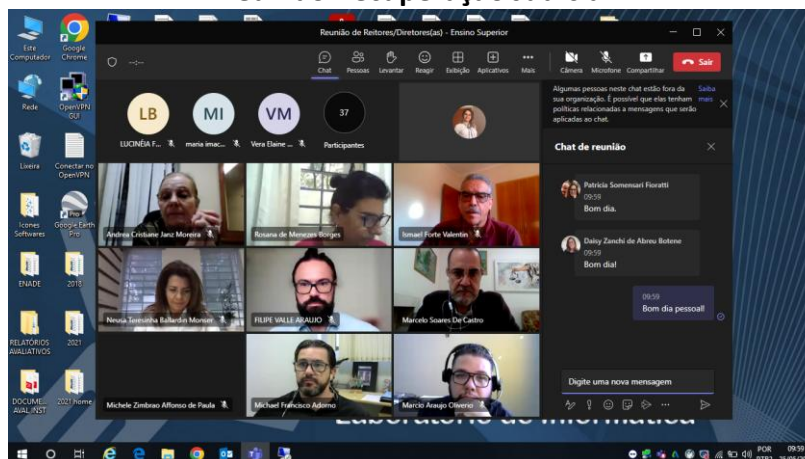 Este
Computador
Google
Chrome
Rede
OpenVPN
GUI
Lixeira
Conectar no
OpenVPN
Icones
Softwares
Google Earth
Pro
ENADE
2018
RELATÓRIOS
AVALIATIVOS
2021
DOCUME...
AVAL_INST
2021 home
Reunião de Reitores/Diretores(as) - Ensino Superior
--:--
Chat
Pessoas
Levantar
Reagir
Exibição
Aplicativos
Mais
Câmera
Microfone
Compartilhar
Sair
LB
MI
VM
37
LUCINÉIA F...
maria imac...
Vera Elaine ...
Participantes
Andrea Cristiane Janz Moreira
Rosana de Menezes Borges
Ismael Forte Valentin
Neusa Teresinha Ballardin Monser
FILIPE VALLE ARAUJO
Marcelo Soares De Castro
Michele Zimbrao Affonso de Paula
Michael Francisco Adorno
Marcio Araujo Oliverio
Algumas pessoas neste chat estão fora da
sua organização. É possível que elas tenham
políticas relacionadas a mensagens que serão
aplicadas ao chat.
Saiba
mais
Chat de reunião
Patrícia Somensari Fioratti
09:59
Bom dia.
Daisy Zanchi de Abreu Botene
09:59
Bom dia!
09:59
Bom dia pessoal!
Digite uma nova mensagem
POR
09:59